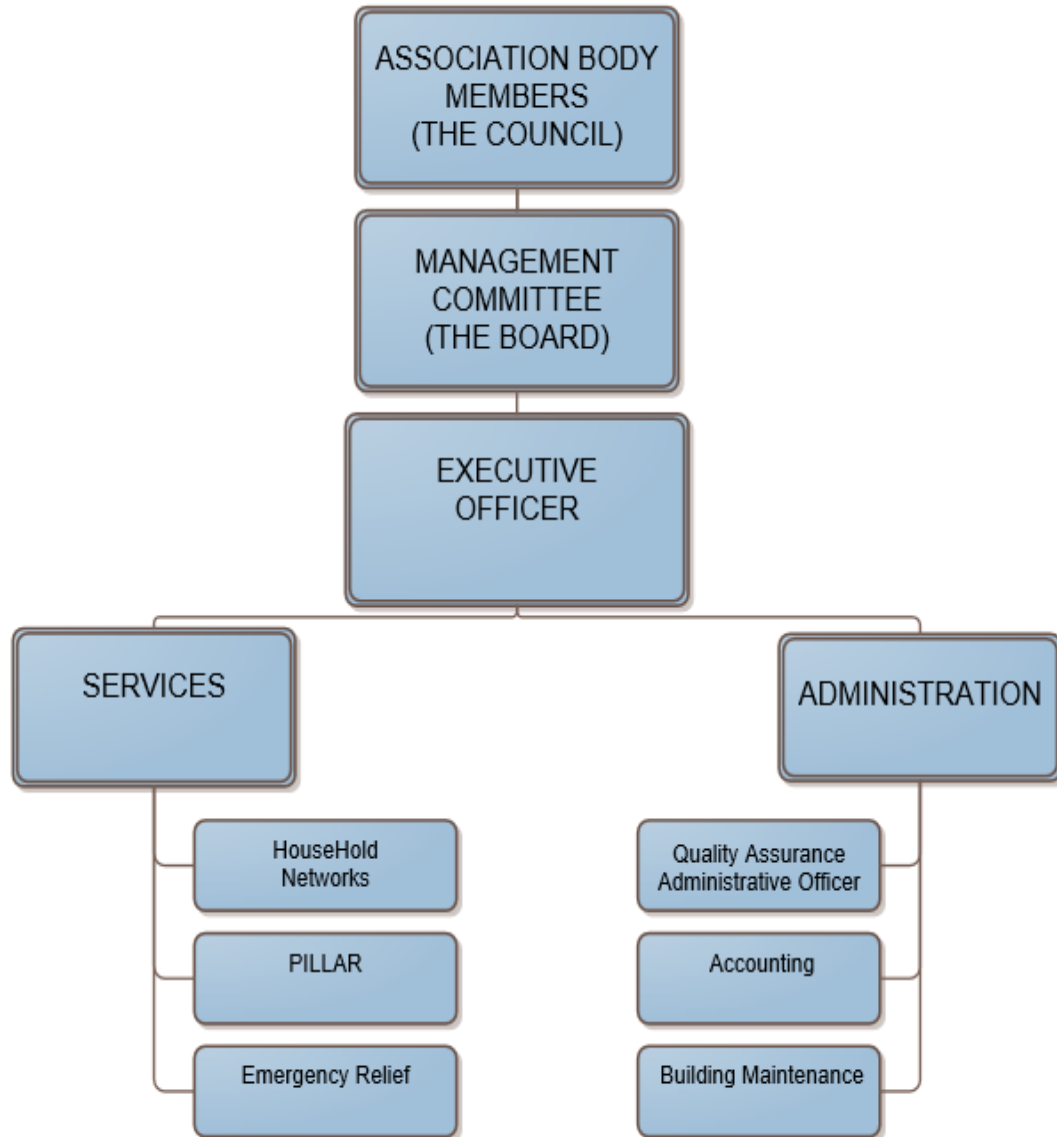 ASSOCIATION BODY
MEMBERS
(THE COUNCIL)
MANAGEMENT
COMMITTEE
(THE BOARD)
EXECUTIVE
OFFICER
SERVICES
ADMINISTRATION
HouseHold
Networks
PILLAR
Emergency Relief
Quality Assurance
Administrative Officer
Accounting
Building Maintenance